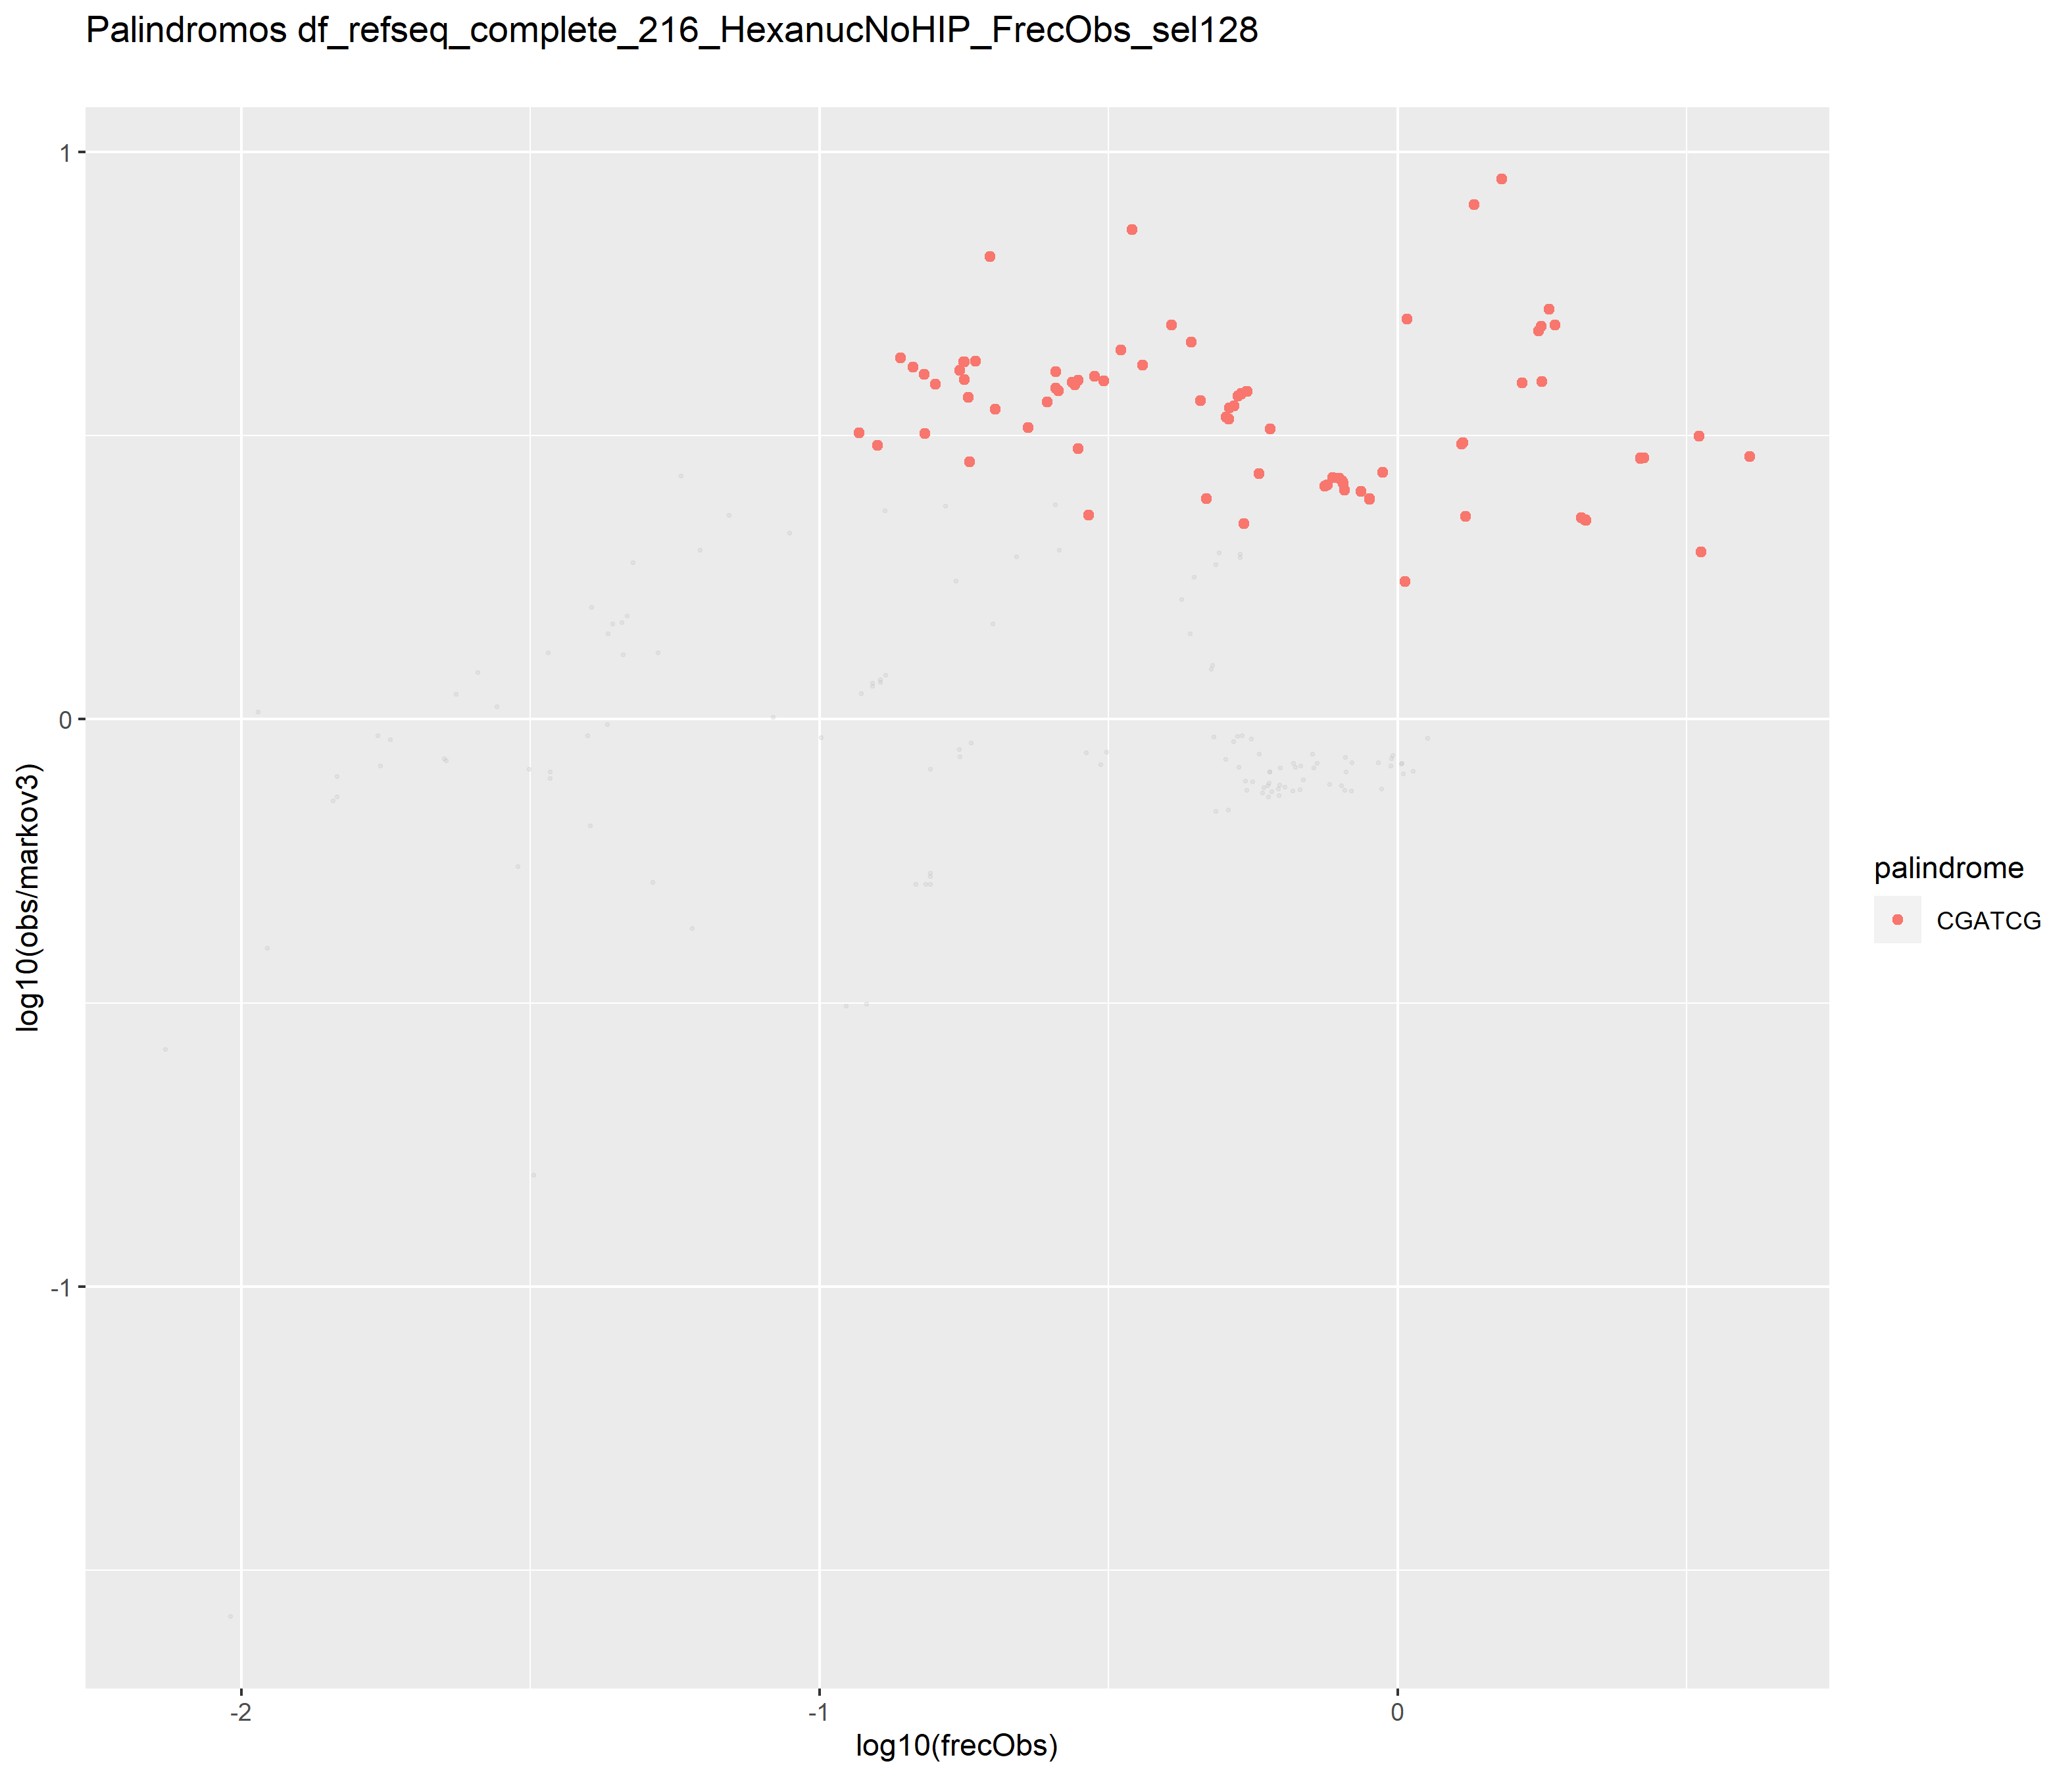 Palindromos df_refseq_complete_216_HexanucNoHIP_FrecObs_sel128
1
0
-1
log10(obs/markov3)
-2
-1
0
log10(frecObs)
palindrome
CGATCG